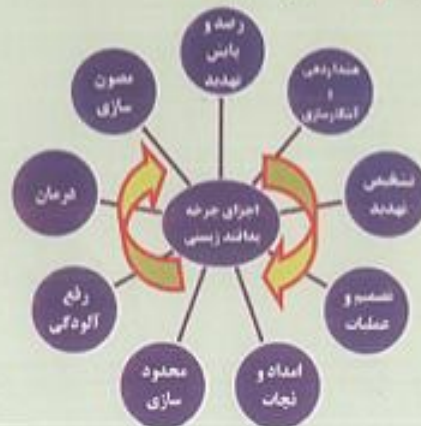 رصد و
پایش
تهدید
هشداردهی
و
آشکارسازی
تشخیص
تهدید
تصمیم و
عملیات
امداد و
نجات
محدود
سازی
رفع
آلودگی
درمان
مصون
سازی
اجزای چرخه
پدافند زیستی